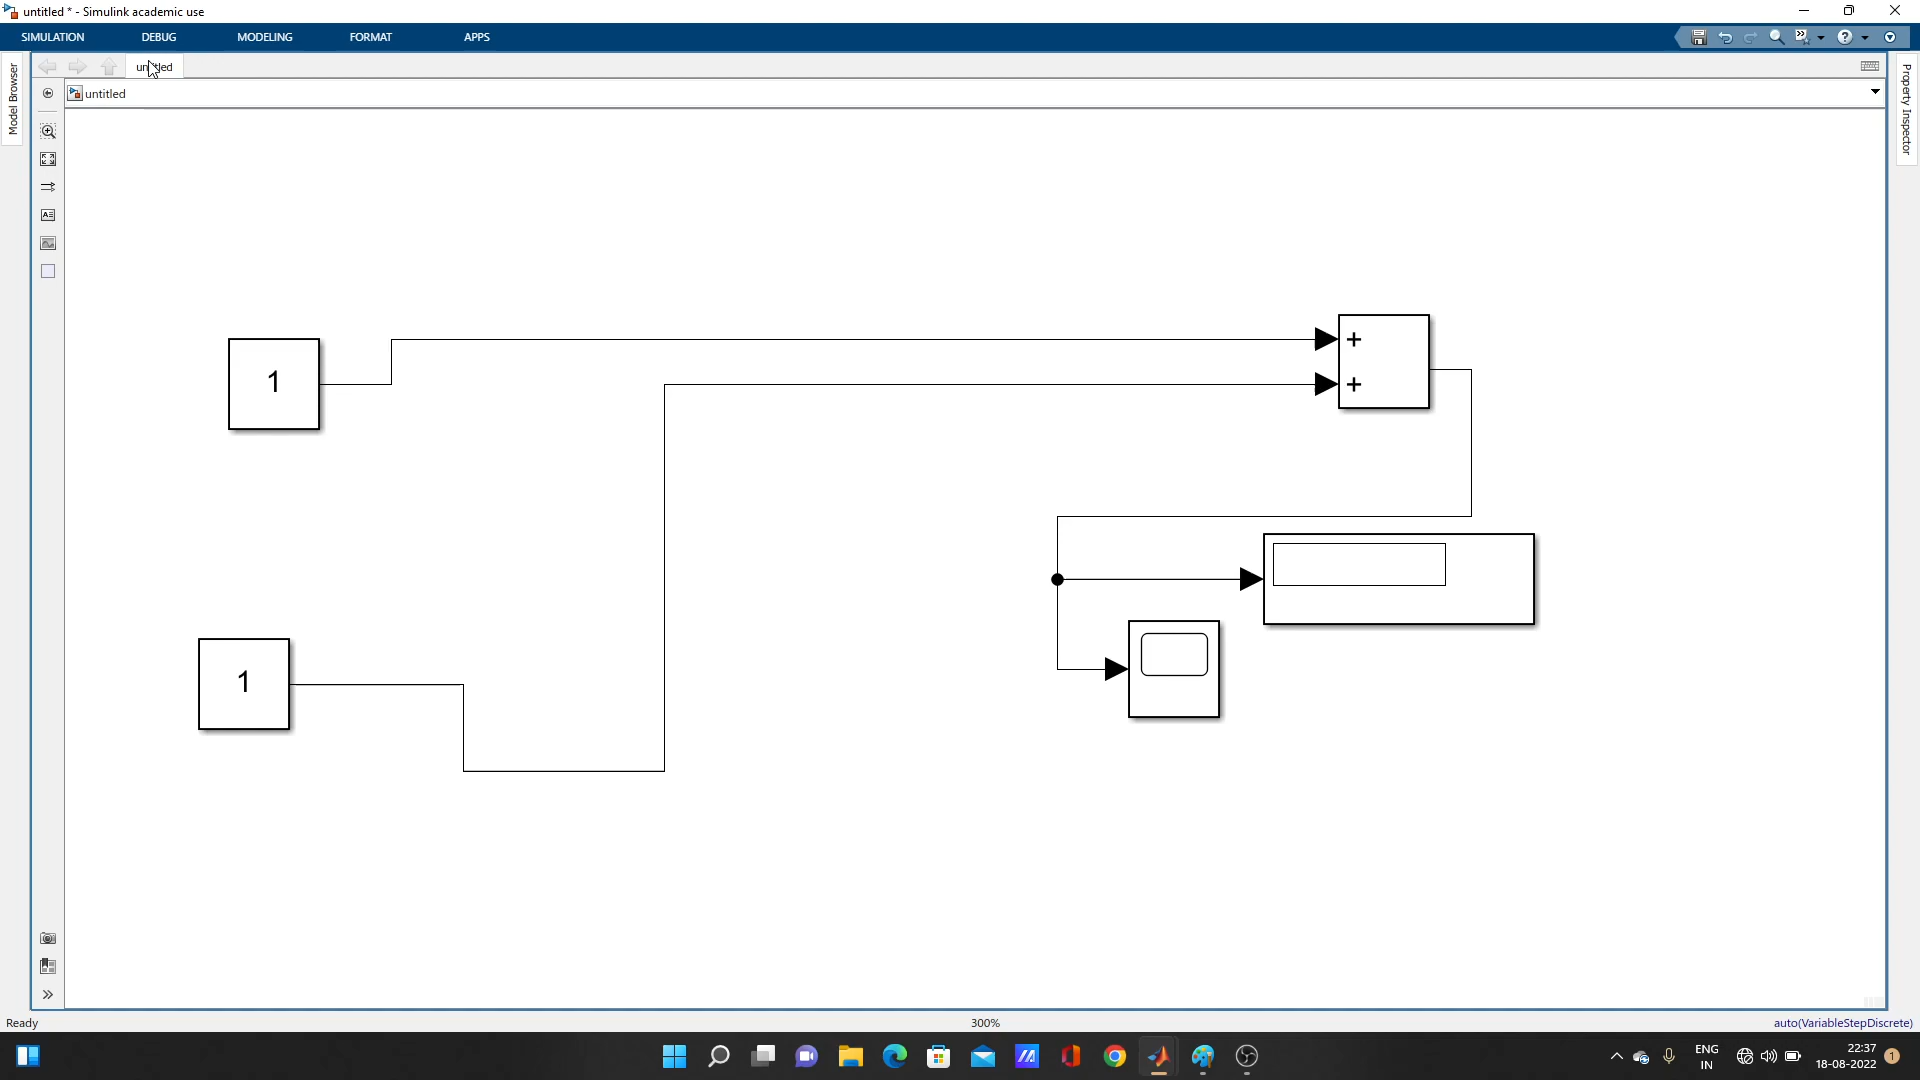 untitled * - Simulink academic use
SIMULATION DEBUG MODELING FORMAT APPS
Model Browser
untitled
Property Inspector
untitled
1
+
+
1
Ready 300% auto(VariableStepDiscrete)
ENG
IN
22:37
18-08-2022
1